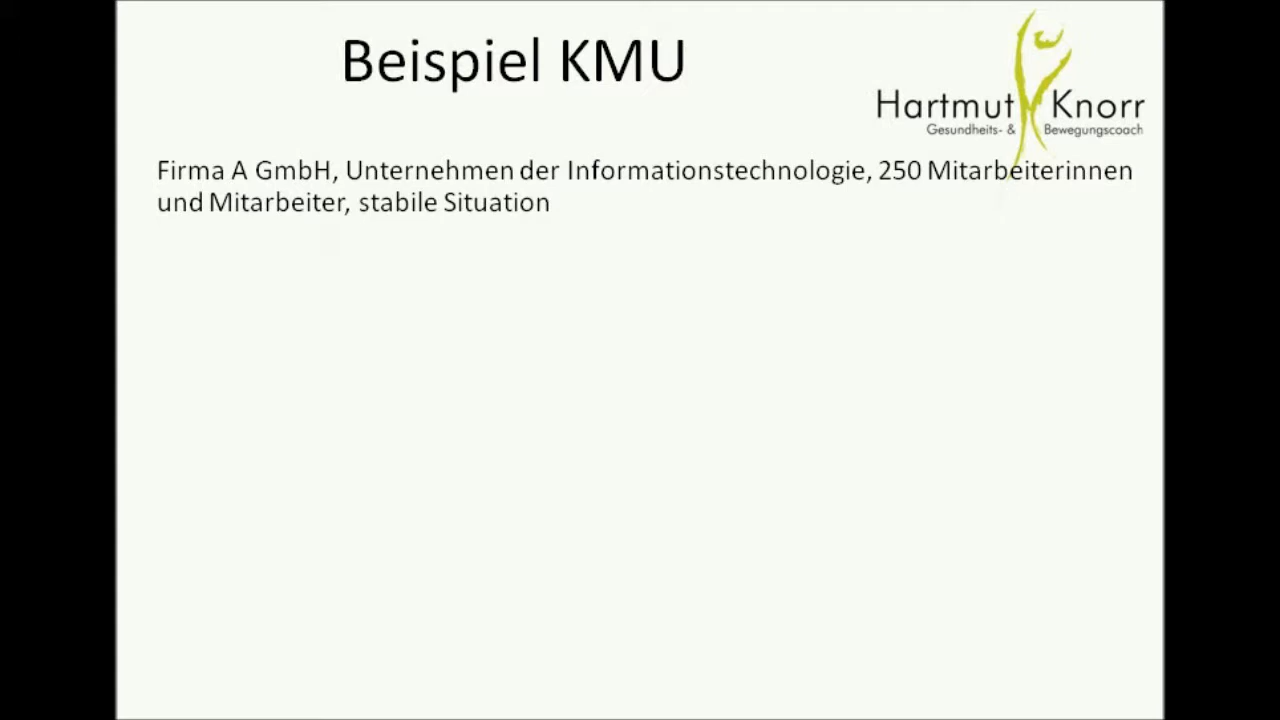 Beispiel KMU
Hartmut Knorr
Gesundheits- & Bewegungscoach
Firma A GmbH, Unternehmen der Informationstechnologie, 250 Mitarbeiterinnen
und Mitarbeiter, stabile Situation